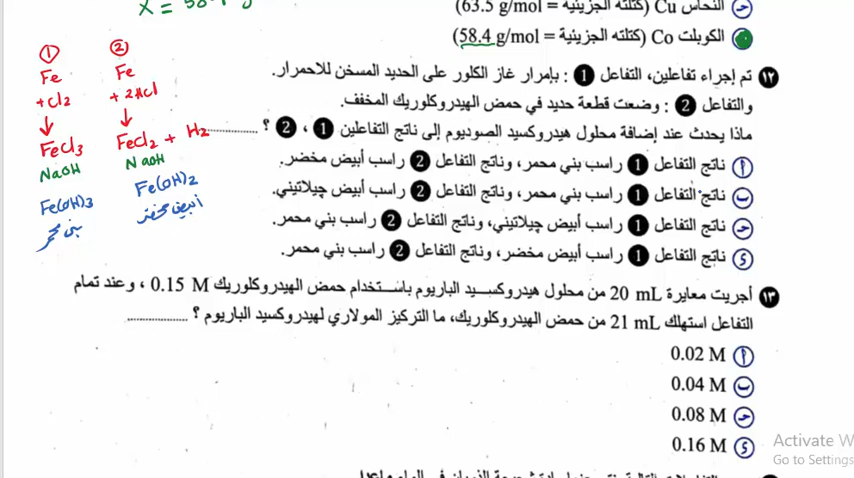 X = 58.4 g
ح النحاس Cu (كتلته الجزيئية = 63.5 g/mol)
الكوبلت Co (كتلته الجزيئية = 58.4 g/mol)
١٢ تم إجراء تفاعلين، التفاعل 1 : بإمرار غاز الكلور على الحديد المسخن للاحمرار.
والتفاعل 2 : وضعت قطعة حديد في حمض الهيدروكلوريك المخفف.
ماذا يحدث عند إضافة محلول هيدروكسيد الصوديوم إلى ناتج التفاعلين 1 ، 2 ؟ ............
أ ناتج التفاعل 1 راسب بني محمر، وناتج التفاعل 2 راسب أبيض مخضر.
ب ناتج التفاعل 1 راسب بني محمر، وناتج التفاعل 2 راسب أبيض چيلاتيني.
ح ناتج التفاعل 1 راسب أبيض چيلاتيني، وناتج التفاعل 2 راسب بني محمر.
د ناتج التفاعل 1 راسب أبيض مخضر، وناتج التفاعل 2 راسب بني محمر.
1 2
Fe Fe
+Cl2 + 2HCl
↓ ↓
FeCl3 FeCl2 + H2
NaOH NaOH
Fe(OH)3 Fe(OH)2
بنى محمر أبيض مخضر
١٣ أجريت معايرة 20 mL من محلول هيدروكسيد الباريوم باستخدام حمض الهيدروكلوريك 0.15 M ، وعند تمام
التفاعل استهلك 21 mL من حمض الهيدروكلوريك، ما التركيز المولاري لهيدروكسيد الباريوم ؟ ............
أ 0.02 M
ب 0.04 M
ح 0.08 M
د 0.16 M
Activate W
Go to Settings